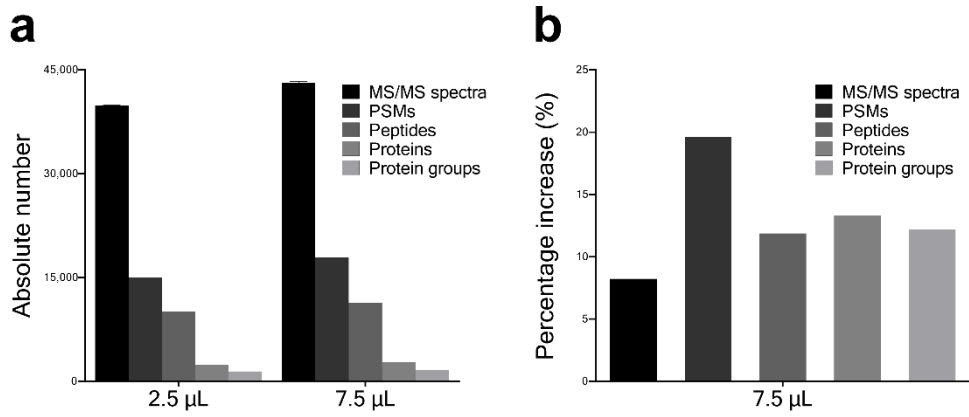 a
45,000
30,000
15,000
0
Absolute number
MS/MS spectra
PSMs
Peptides
Proteins
Protein groups
2.5 µL
7.5 µL
b
25
20
15
10
5
0
Percentage increase (%)
MS/MS spectra
PSMs
Peptides
Proteins
Protein groups
7.5 µL